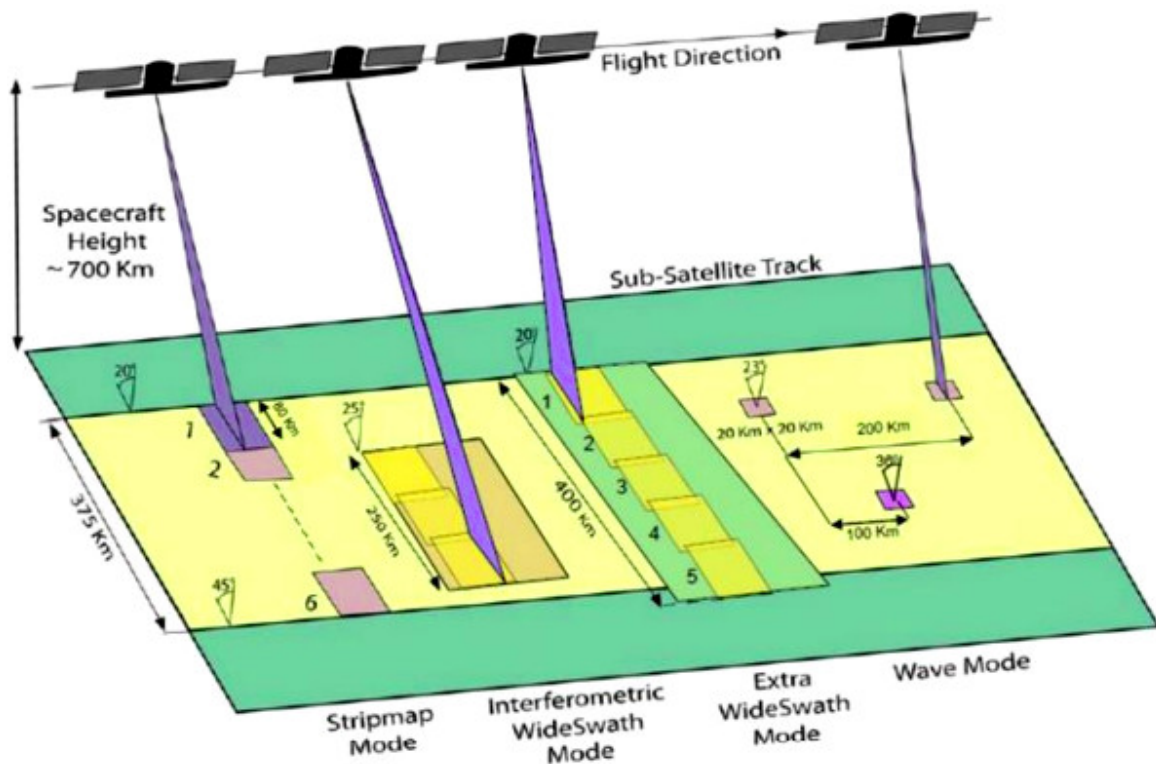 Flight Direction
Spacecraft
Height
~700 Km
Sub-Satellite Track
20°
1
80 Km
2
25°
20°
1
2
3
4
5
23°
20 Km x 20 Km
200 Km
36°
100 Km
375 Km
250 Km
400 Km
45°
6
Stripmap
Mode
Interferometric
WideSwath
Mode
Extra
WideSwath
Mode
Wave Mode